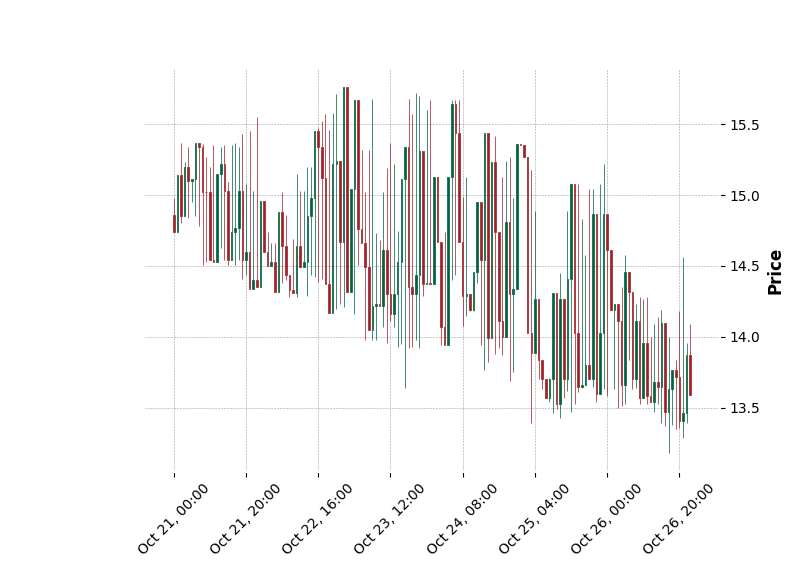 15.5
15.0
14.5
14.0
13.5
Price
Oct 21, 00:00
Oct 21, 20:00
Oct 22, 16:00
Oct 23, 12:00
Oct 24, 08:00
Oct 25, 04:00
Oct 26, 00:00
Oct 26, 20:00